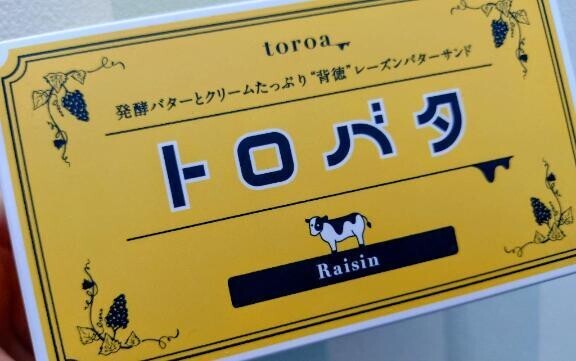 toroa
発酵バターとクリームたっぷり“背徳”レーズンバターサンド
トロバタ
Raisin